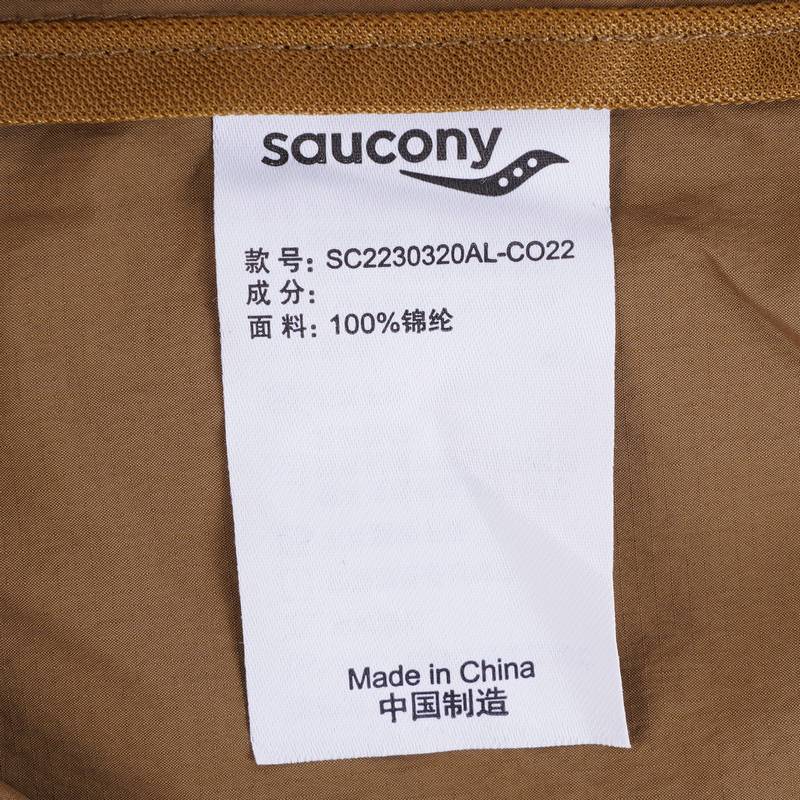 saucony
款 号: SC2230320AL-CO22
成 分:
面 料: 100%锦纶
Made in China
中国制造